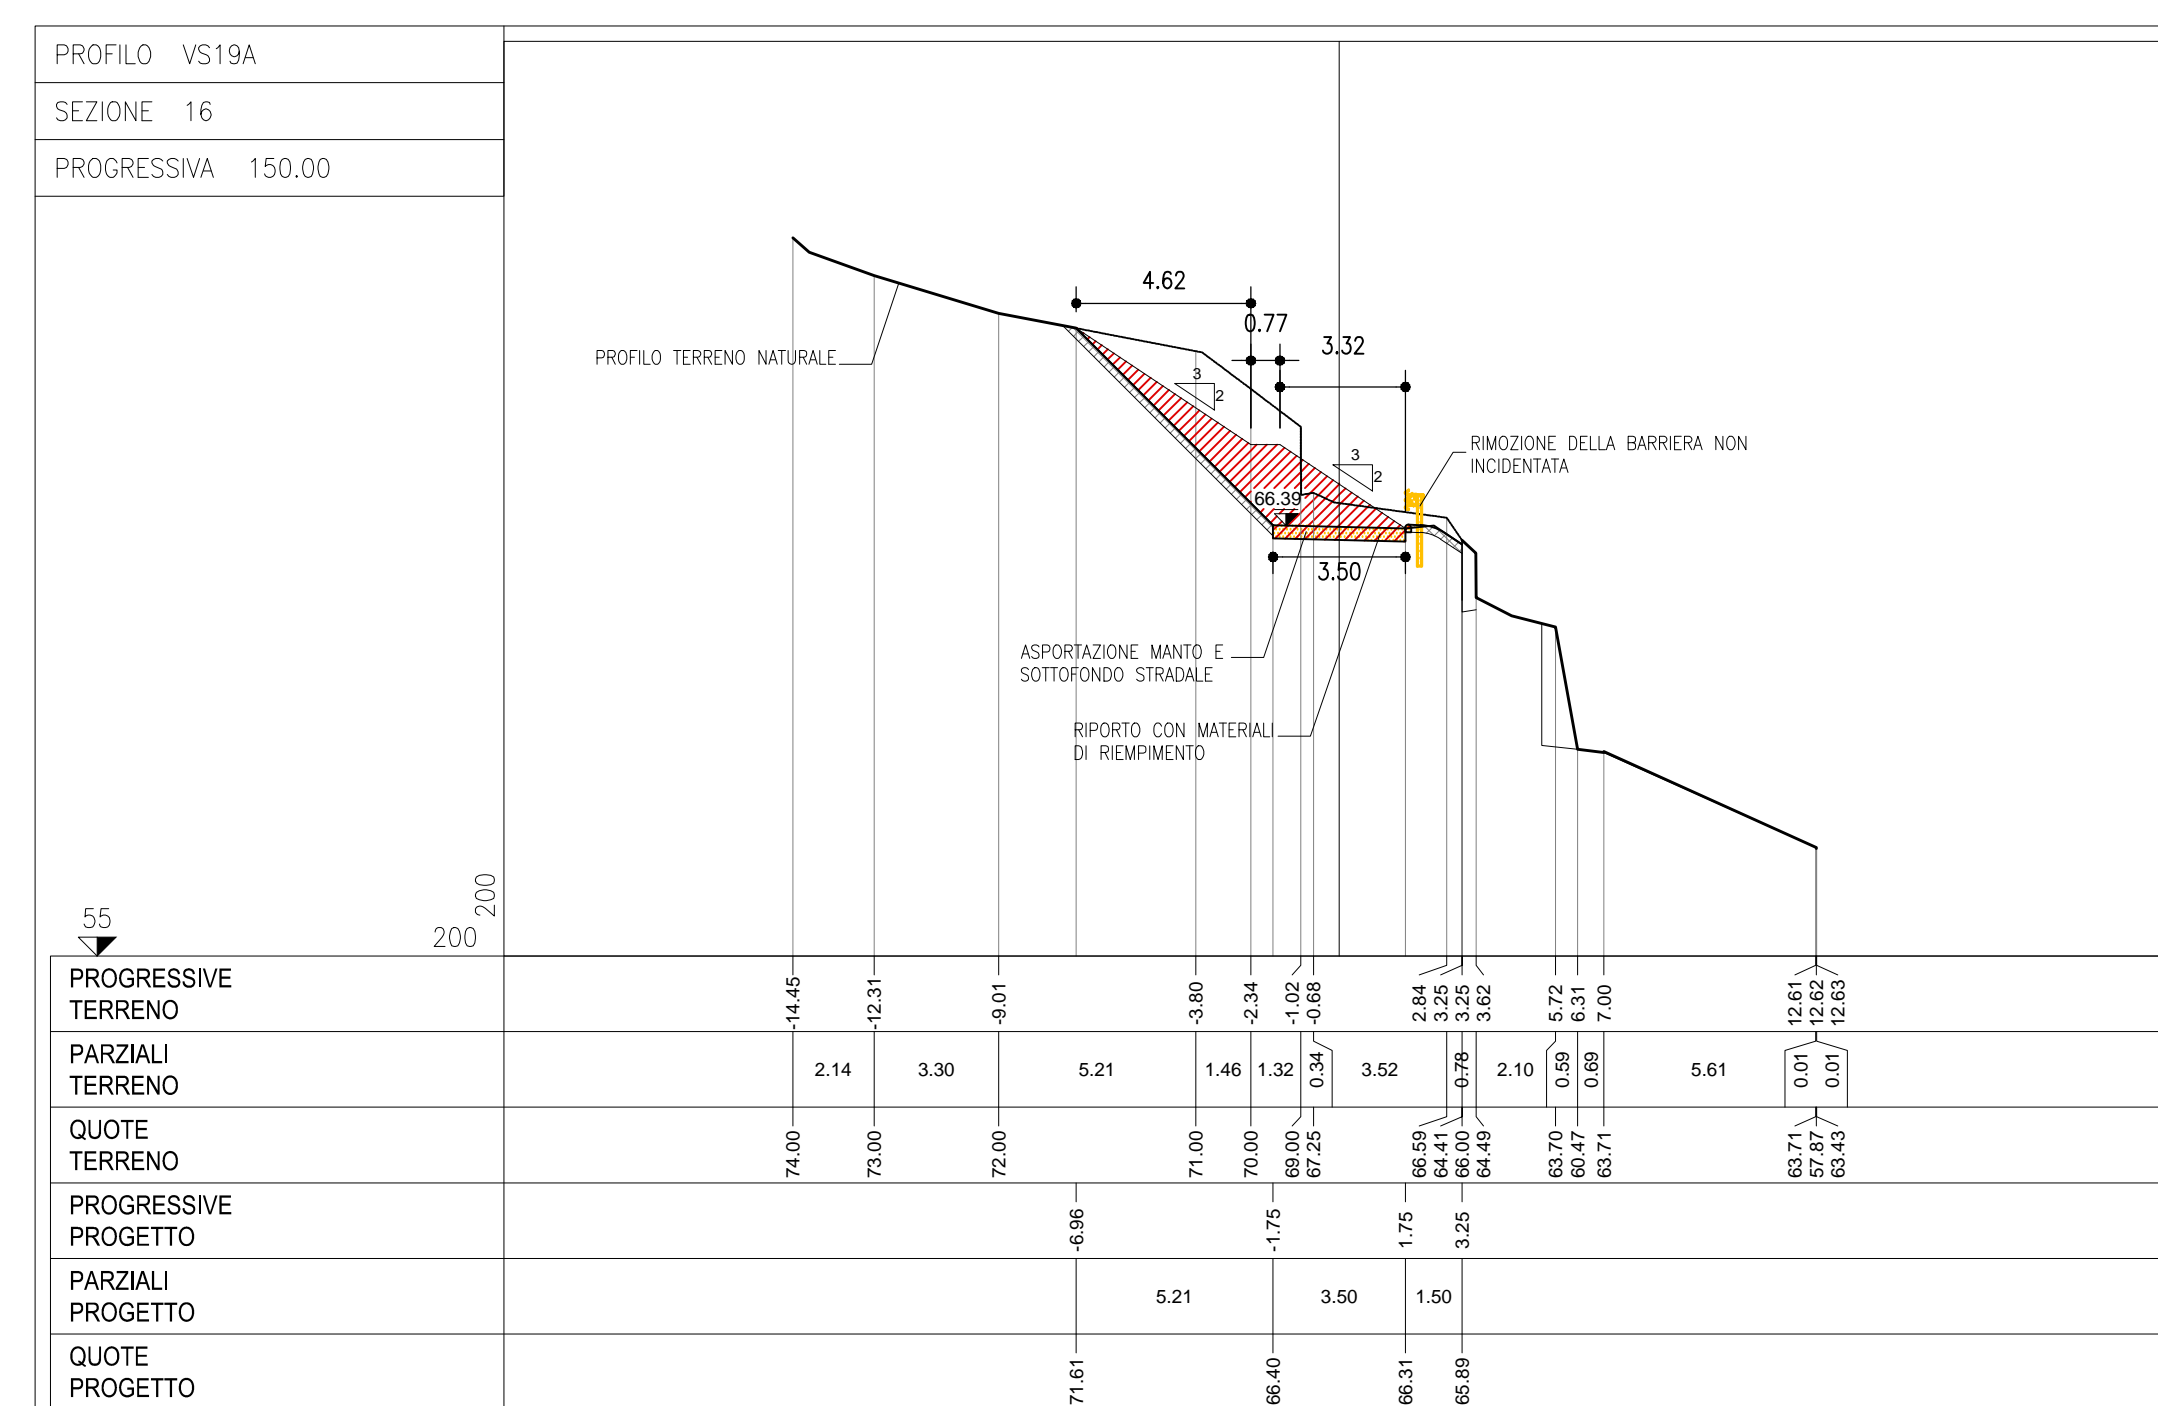 PROFILO VS19A
SEZIONE 16
PROGRESSIVA 150.00
4.62
0.77
3.32
PROFILO TERRENO NATURALE
3
2
3
2
RIMOZIONE DELLA BARRIERA NON
INCIDENTATA
66.39
3.50
ASPORTAZIONE MANTO E
SOTTOFONDO STRADALE
RIPORTO CON MATERIALI
DI RIEMPIMENTO
55
200
200
PROGRESSIVE
TERRENO
-14.45 -12.31 -9.01 -3.80 -2.34 -1.02 -0.68 2.84 3.25 3.25 3.62 5.72 6.31 7.00 12.61 12.62 12.63
PARZIALI
TERRENO
2.14 3.30 5.21 1.46 1.32 0.34 3.52 0.78 2.10 0.59 0.69 5.61 0.01 0.01
QUOTE
TERRENO
74.00 73.00 72.00 71.00 70.00 69.00 67.25 66.59 64.41 66.00 64.49 63.70 60.47 63.71 63.71 57.87 63.43
PROGRESSIVE
PROGETTO
-6.96 -1.75 1.75 3.25
PARZIALI
PROGETTO
5.21 3.50 1.50
QUOTE
PROGETTO
71.61 66.40 66.31 65.89